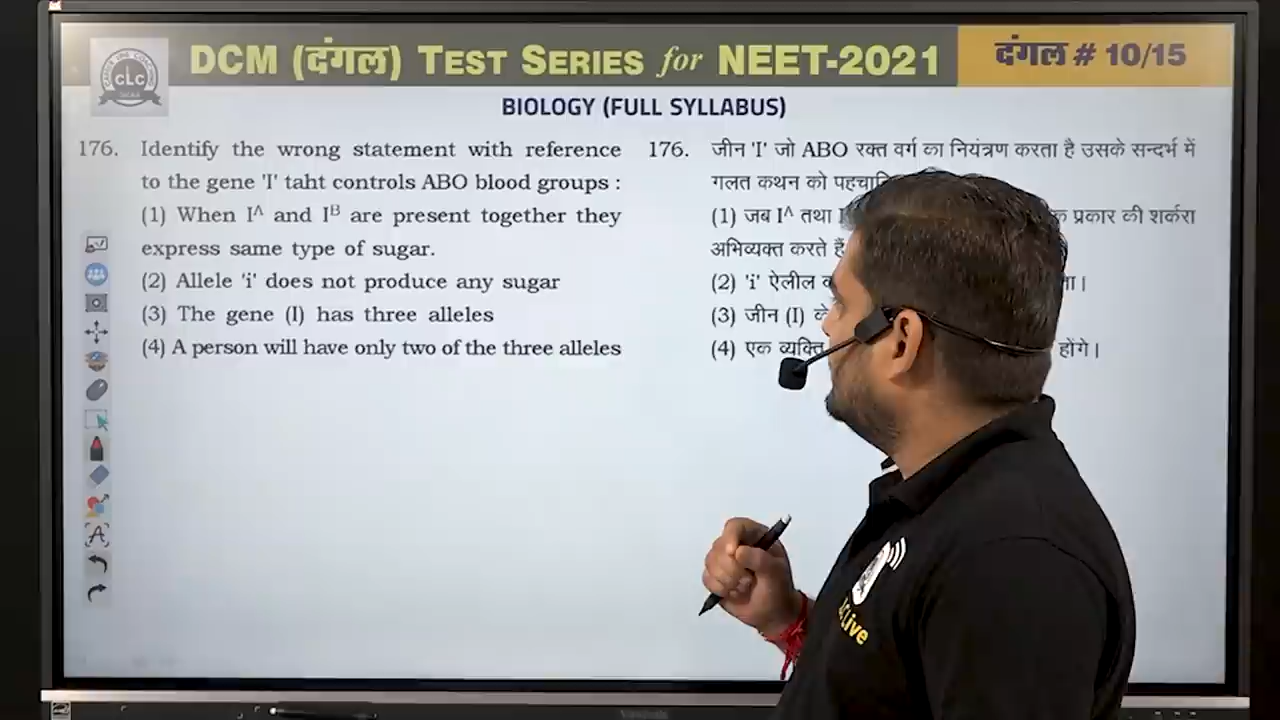 CLC
DCM (दंगल) TEST SERIES for NEET-2021
दंगल # 10/15
BIOLOGY (FULL SYLLABUS)
176. Identify the wrong statement with reference
to the gene 'I' taht controls ABO blood groups :
(1) When Iᴬ and Iᴮ are present together they
express same type of sugar.
(2) Allele 'i' does not produce any sugar
(3) The gene (I) has three alleles
(4) A person will have only two of the three alleles
176. जीन 'I' जो ABO रक्त वर्ग का नियंत्रण करता है उसके सन्दर्भ में
गलत कथन को
(1) जब Iᴬ तथा प्रकार की शर्करा
अभिव्यक्त करते
(2) 'i' ऐलील
(3) जीन (I)
(4) एक व्यक्ति होंगे।
Live